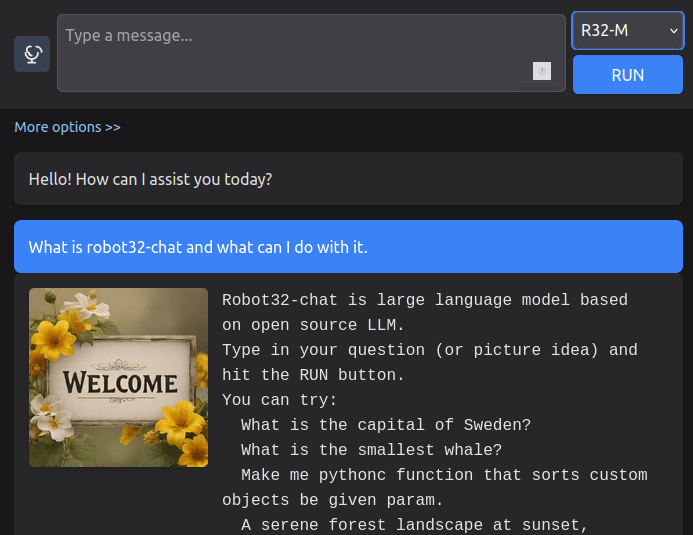 Type a message...
R32-M
RUN
More options >>
Hello! How can I assist you today?
What is robot32-chat and what can I do with it.
WELCOME
Robot32-chat is large language model based
on open source LLM.
Type in your question (or picture idea) and
hit the RUN button.
You can try:
What is the capital of Sweden?
What is the smallest whale?
Make me pythonc function that sorts custom
objects be given param.
A serene forest landscape at sunset,